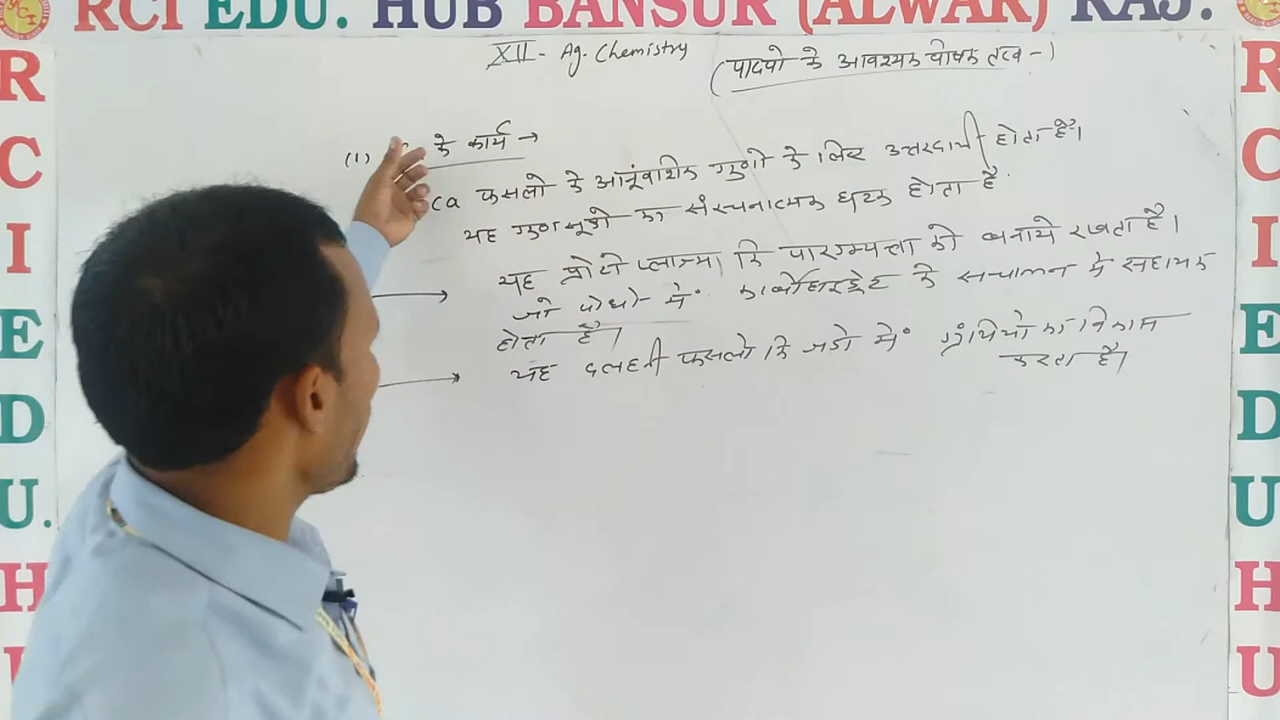 RCI EDU. HUB BANSUR (ALWAR) RAJ.
XII - Ag. Chemistry
(पादपो के आवश्यक पोषक तत्व -)
(1) के कार्य →
Ca फसलो के आनूंवाशिक गुणो के लिए उत्तरदायी होता है।
यह गुणसूत्रो का संरचनात्मक घटक होता है.
यह प्रोटो प्लाज्मा कि पारगम्यत्ता को बनाये रखता है।
जो पोधो में कार्बोहाइड्रेट के सचालन मे सहायक
होता है।
यह दलहनी फसलो कि जडो में ग्रंथियो का विकास
करता है।
R
C
I
E
D
U.
H
R
C
I
E
D
U
H
U